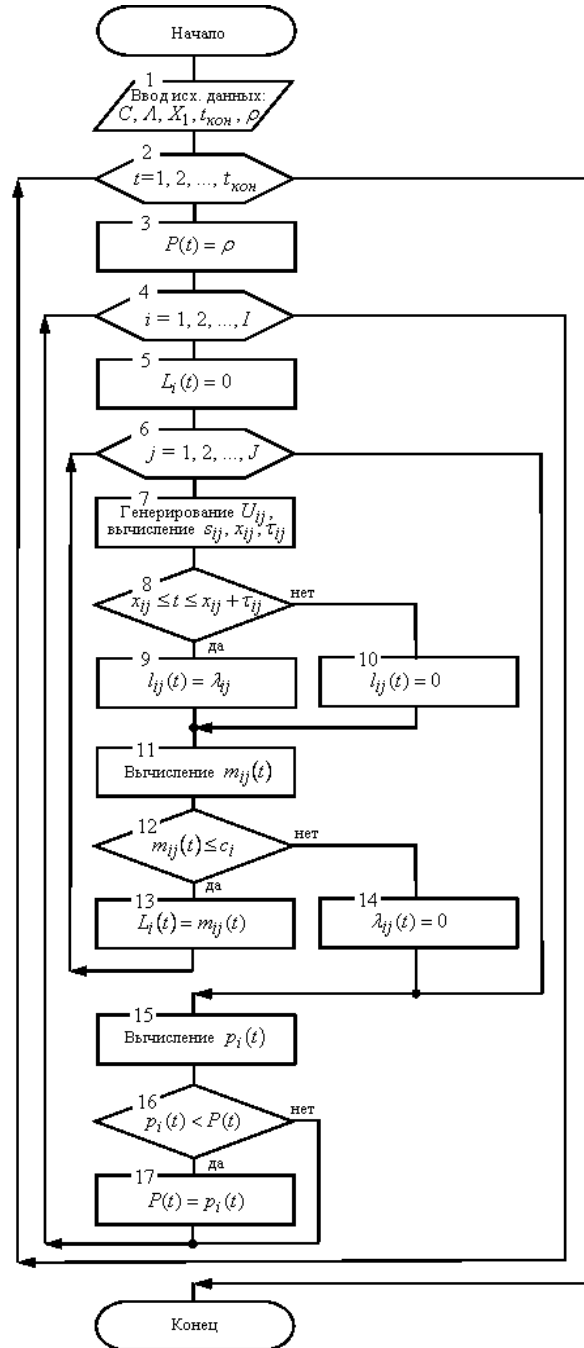 Начало
1
Ввод исх. данных:
C, Λ, X₁, tкон, ρ
2
t=1, 2, ..., tкон
3
P(t) = ρ
4
i = 1, 2, ..., I
5
Lᵢ(t) = 0
6
j = 1, 2, ..., J
7
Генерирование Uᵢⱼ,
вычисление sᵢⱼ, xᵢⱼ, τᵢⱼ
8
xᵢⱼ ≤ t ≤ xᵢⱼ + τᵢⱼ
нет
да
9
lᵢⱼ(t) = λᵢⱼ
10
lᵢⱼ(t) = 0
11
Вычисление mᵢⱼ(t)
12
mᵢⱼ(t) ≤ cᵢ
нет
да
13
Lᵢ(t) = mᵢⱼ(t)
14
λᵢⱼ(t) = 0
15
Вычисление pᵢ(t)
16
pᵢ(t) < P(t)
нет
да
17
P(t) = pᵢ(t)
Конец